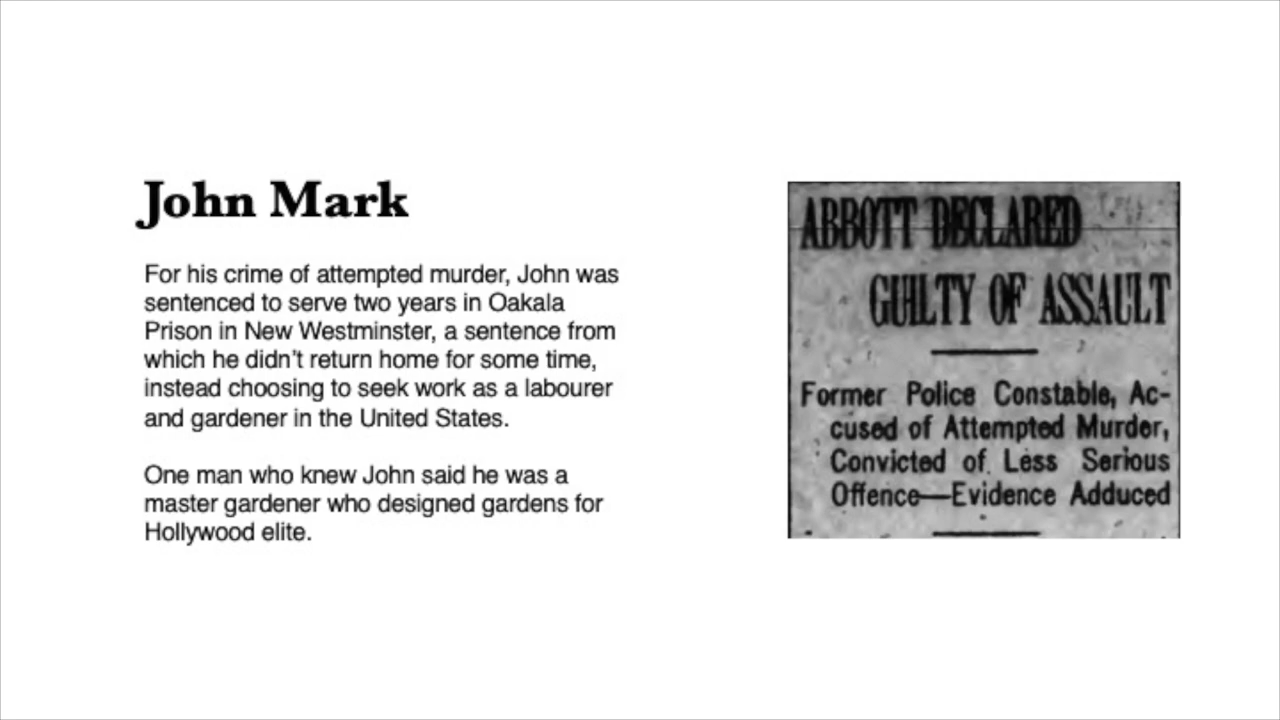 John Mark
For his crime of attempted murder, John was
sentenced to serve two years in Oakala
Prison in New Westminster, a sentence from
which he didn't return home for some time,
instead choosing to seek work as a labourer
and gardener in the United States.
One man who knew John said he was a
master gardener who designed gardens for
Hollywood elite.
ABBOTT DECLARED
GUILTY OF ASSAULT
Former Police Constable, Ac-
cused of Attempted Murder,
Convicted of Less Serious
Offence—Evidence Adduced